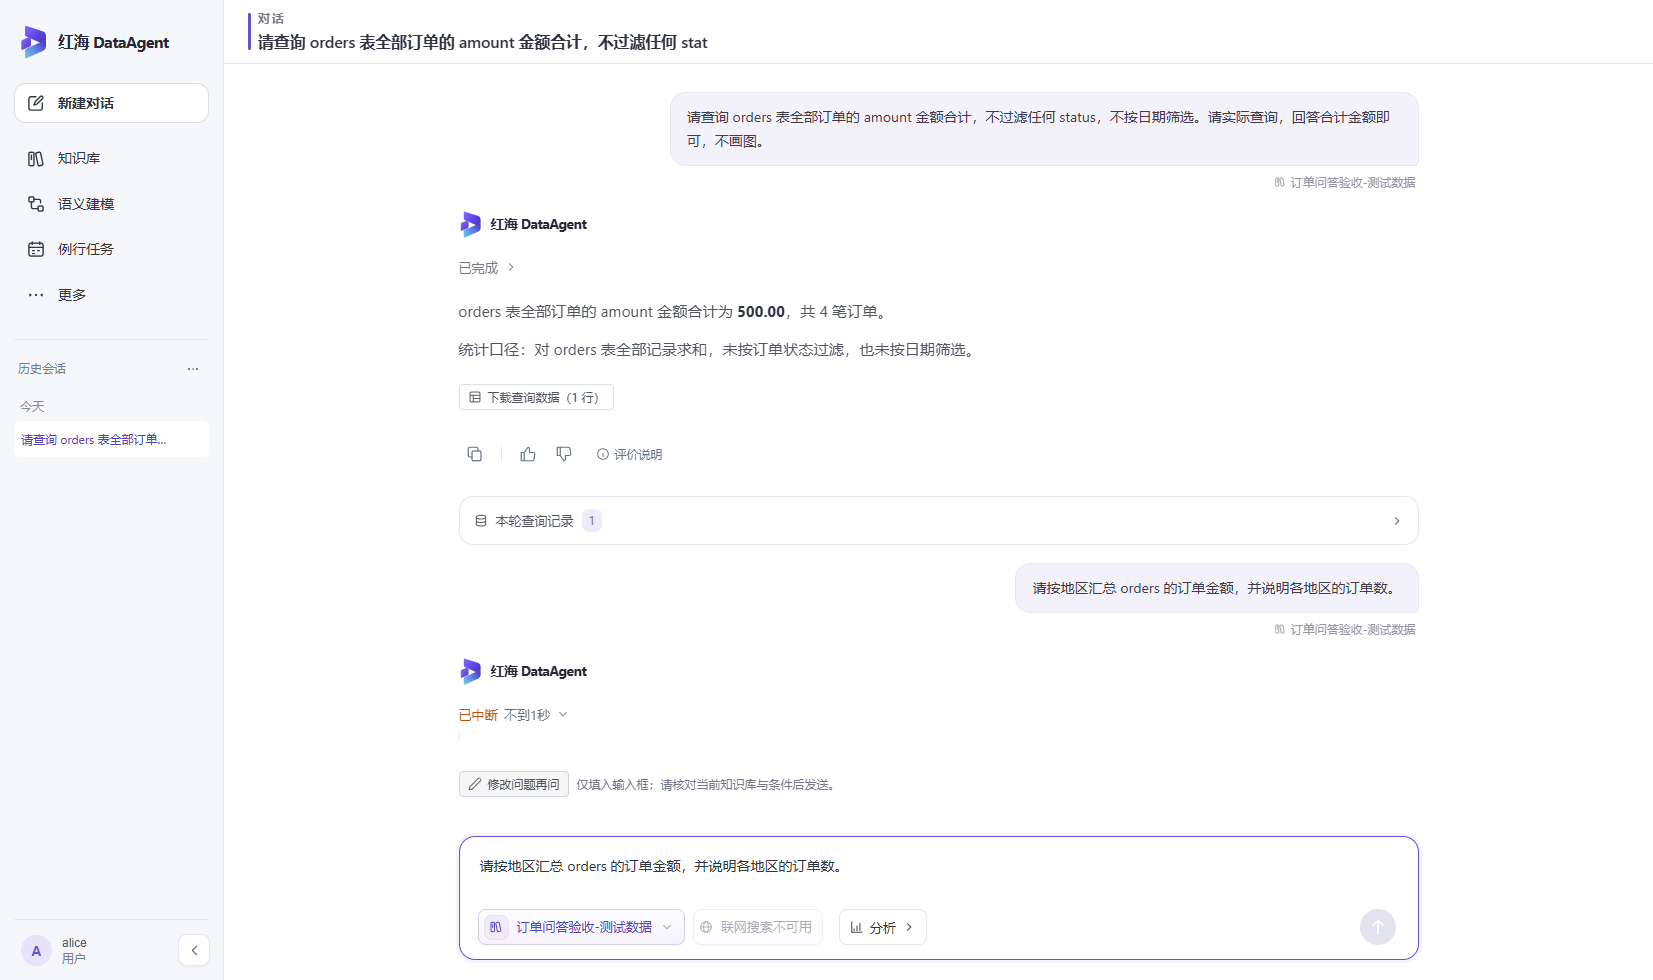 红海 DataAgent
新建对话
知识库
语义建模
例行任务
更多
历史会话
今天
请查询 orders 表全部订单...
A
alice
用户
对话
请查询 orders 表全部订单的 amount 金额合计，不过滤任何 stat
请查询 orders 表全部订单的 amount 金额合计，不过滤任何 status，不按日期筛选。请实际查询，回答合计金额即
可，不画图。
订单问答验收-测试数据
红海 DataAgent
已完成
orders 表全部订单的 amount 金额合计为 500.00，共 4 笔订单。
统计口径：对 orders 表全部记录求和，未按订单状态过滤，也未按日期筛选。
下载查询数据（1 行）
评价说明
本轮查询记录 1
请按地区汇总 orders 的订单金额，并说明各地区的订单数。
订单问答验收-测试数据
红海 DataAgent
已中断 不到1秒
修改问题再问 仅填入输入框；请核对当前知识库与条件后发送。
请按地区汇总 orders 的订单金额，并说明各地区的订单数。
订单问答验收-测试数据 联网搜索不可用 分析